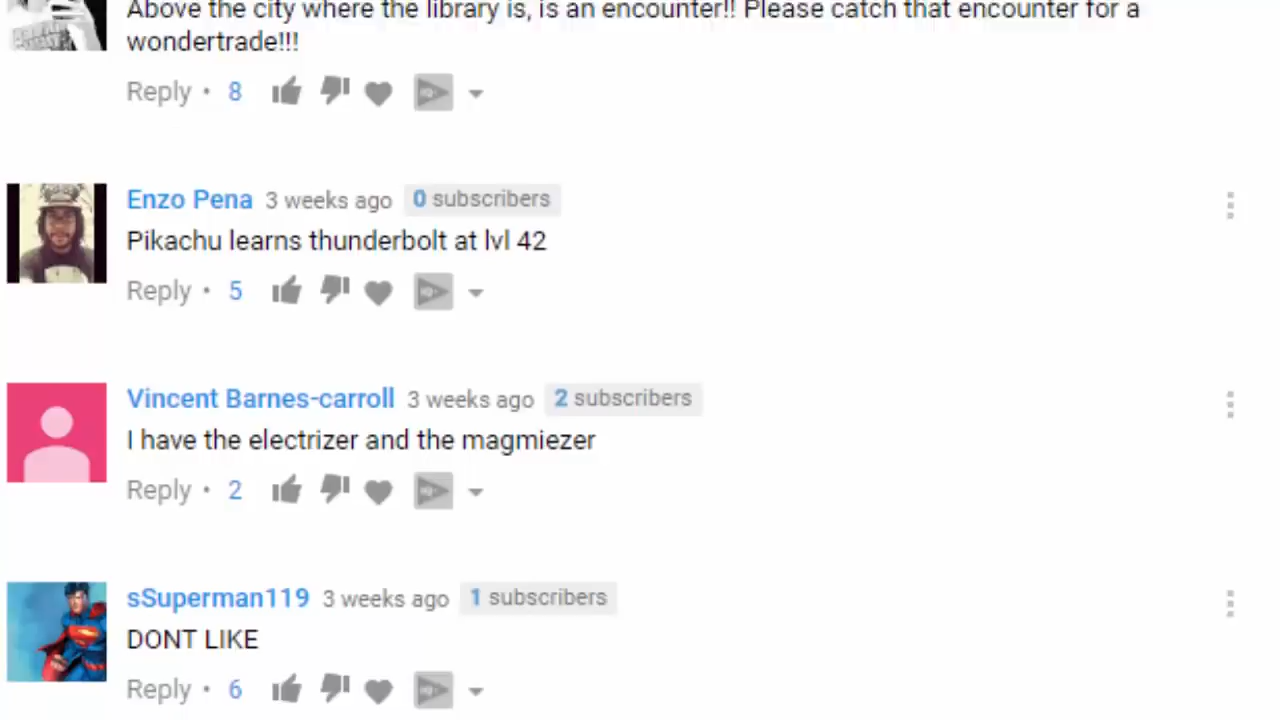 Above the city where the library is, is an encounter!! Please catch that encounter for a
wondertrade!!!
Reply • 8
Enzo Pena 3 weeks ago 0 subscribers
Pikachu learns thunderbolt at lvl 42
Reply • 5
Vincent Barnes-carroll 3 weeks ago 2 subscribers
I have the electrizer and the magmiezer
Reply • 2
sSuperman119 3 weeks ago 1 subscribers
DONT LIKE
Reply • 6